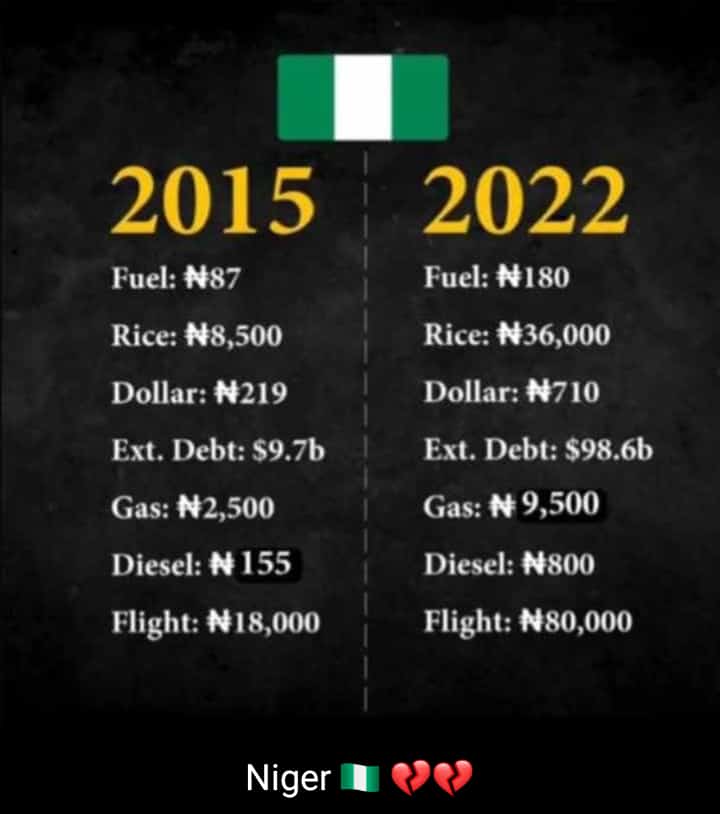 2015
Fuel: ₦87
Rice: ₦8,500
Dollar: ₦219
Ext. Debt: $9.7b
Gas: ₦2,500
Diesel: ₦155
Flight: ₦18,000
2022
Fuel: ₦180
Rice: ₦36,000
Dollar: ₦710
Ext. Debt: $98.6b
Gas: ₦9,500
Diesel: ₦800
Flight: ₦80,000
Niger 🇳🇬 💔💔